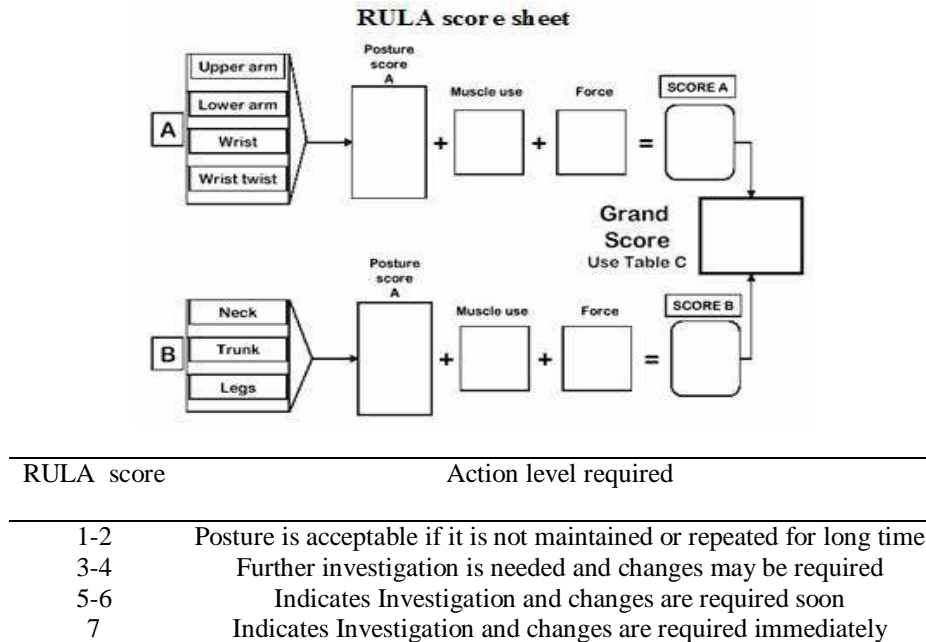 RULA score sheet
Posture
score
A
Upper arm
Lower arm
Wrist
Wrist twist
A
Muscle use
Force
SCORE A
+
+
=
Grand
Score
Use Table C
Posture
score
A
Neck
Trunk
Legs
B
Muscle use
Force
SCORE B
+
+
=
RULA score Action level required
1-2 Posture is acceptable if it is not maintained or repeated for long time
3-4 Further investigation is needed and changes may be required
5-6 Indicates Investigation and changes are required soon
7 Indicates Investigation and changes are required immediately